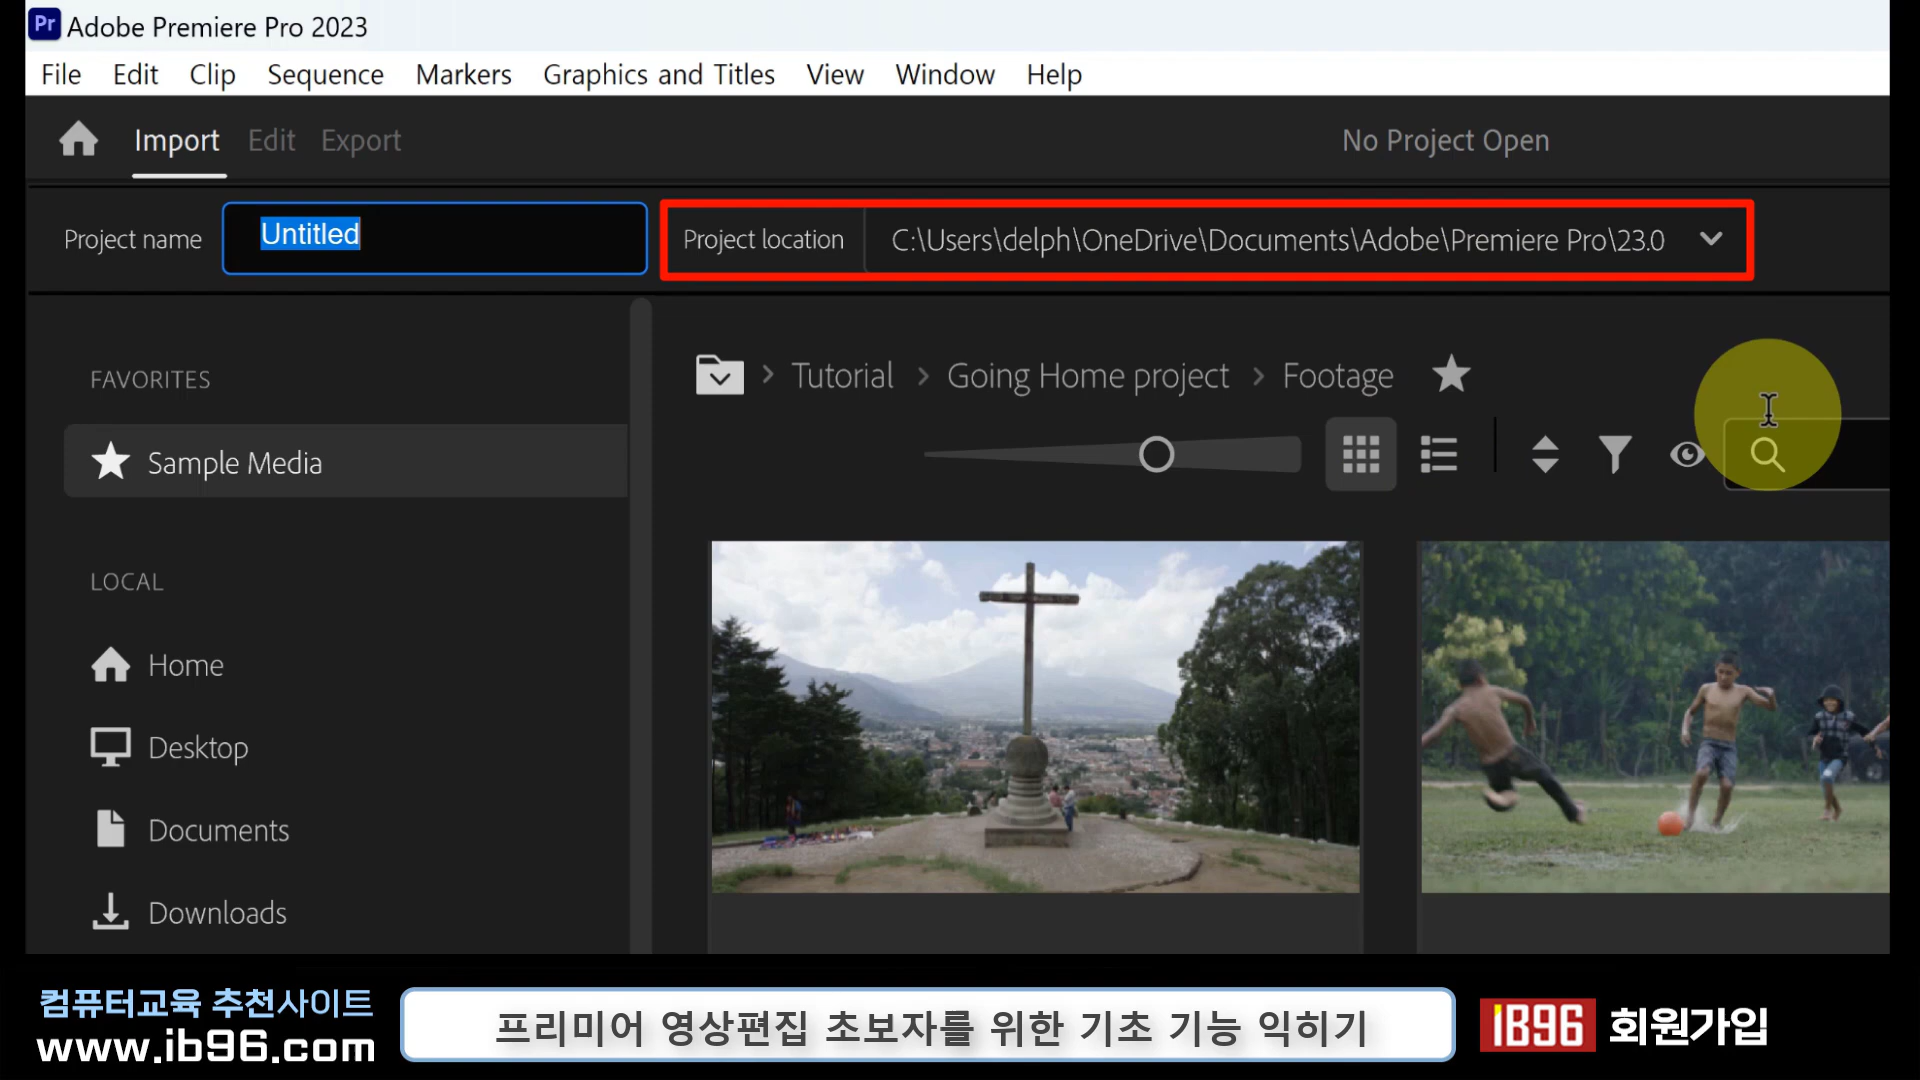 Pr Adobe Premiere Pro 2023
File Edit Clip Sequence Markers Graphics and Titles View Window Help
Import Edit Export No Project Open
Project name Untitled Project location C:\Users\delph\OneDrive\Documents\Adobe\Premiere Pro\23.0
Tutorial Going Home project Footage
FAVORITES
Sample Media
LOCAL
Home
Desktop
Documents
Downloads
컴퓨터교육 추천사이트
www.ib96.com
프리미어 영상편집 초보자를 위한 기초 기능 익히기
IB96 회원가입